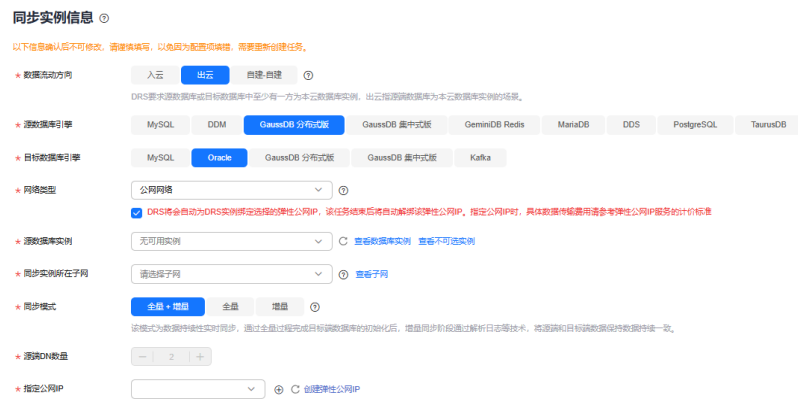 同步实例信息
以下信息确认后不可修改，请谨慎填写，以免因为配置项填错，需要重新创建任务。
* 数据流动方向 入云 出云 自建-自建
DRS要求源数据库或目标数据库中至少有一方为本云数据库实例，出云指源端数据库为本云数据库实例的场景。
* 源数据库引擎 MySQL DDM GaussDB 分布式版 GaussDB 集中式版 GeminiDB Redis MariaDB DDS PostgreSQL TaurusDB
* 目标数据库引擎 MySQL Oracle GaussDB 分布式版 GaussDB 集中式版 Kafka
* 网络类型 公网网络
DRS将会自动为DRS实例绑定选择的弹性公网IP，该任务结束后将自动解绑该弹性公网IP。指定公网IP时，具体数据传输费用请参考弹性公网IP服务的计价标准
* 源数据库实例 无可用实例 查看数据库实例 查看不可选实例
* 同步实例所在子网 请选择子网 查看子网
* 同步模式 全量+增量 全量 增量
该模式为数据持续性实时同步，通过全量过程完成目标端数据库的初始化后，增量同步阶段通过解析日志等技术，将源端和目标端数据保持数据持续一致。
* 源端DN数量 2
* 指定公网IP 创建弹性公网IP